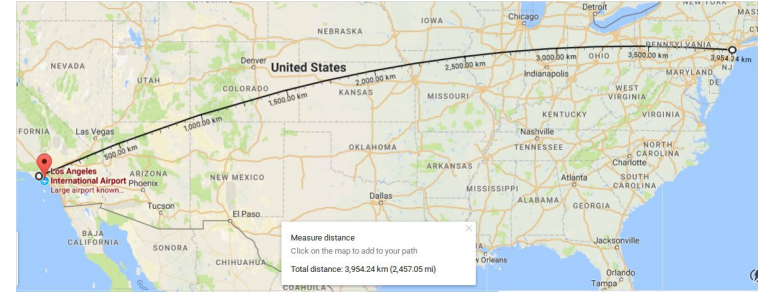 Detroit
NEW YORK
MASS
Chicago
IOWA
NEBRASKA
PENNSYLVANIA
3,954.24 km
NJ
3,500.00 km
OHIO
3,000.00 km
Indianapolis
MARYLAND
DE
NEVADA
Denver
United States
2,500.00 km
2,000.00 km
UTAH
COLORADO
KANSAS
MISSOURI
WEST
VIRGINIA
1,500.00 km
KENTUCKY
VIRGINIA
1,000.00 km
FORNIA
Las Vegas
Nashville
500.00 km
OKLAHOMA
TENNESSEE
NORTH
CAROLINA
Charlotte
Los Angeles
International Airport
Large airport known...
ARIZONA
Phoenix
NEW MEXICO
ARKANSAS
Atlanta
SOUTH
CAROLINA
MISSISSIPPI
Tucson
Dallas
ALABAMA
GEORGIA
El Paso
BAJA
CALIFORNIA
SONORA
CHIHUAHUA
COAHUILA
Measure distance
Click on the map to add to your path
Total distance: 3,954.24 km (2,457.05 mi)
Jacksonville
w Orleans
Orlando
Tampa